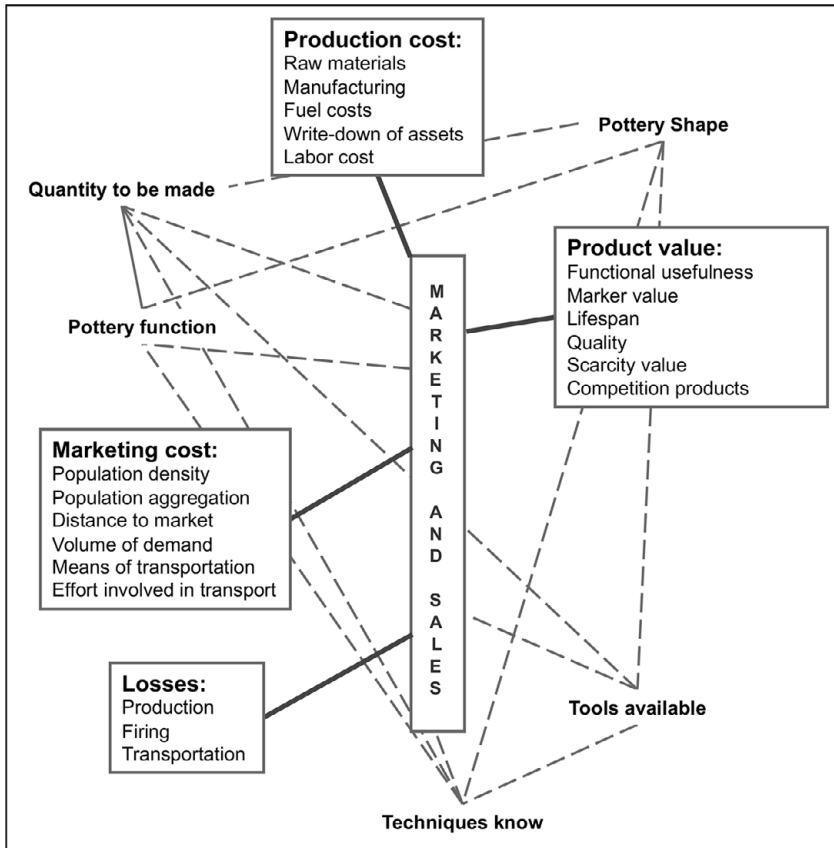 Production cost:
Raw materials
Manufacturing
Fuel costs
Write-down of assets
Labor cost
Pottery Shape
Quantity to be made
Product value:
Functional usefulness
Marker value
Lifespan
Quality
Scarcity value
Competition products
Pottery function
MARKETING AND SALES
Marketing cost:
Population density
Population aggregation
Distance to market
Volume of demand
Means of transportation
Effort involved in transport
Losses:
Production
Firing
Transportation
Tools available
Techniques know